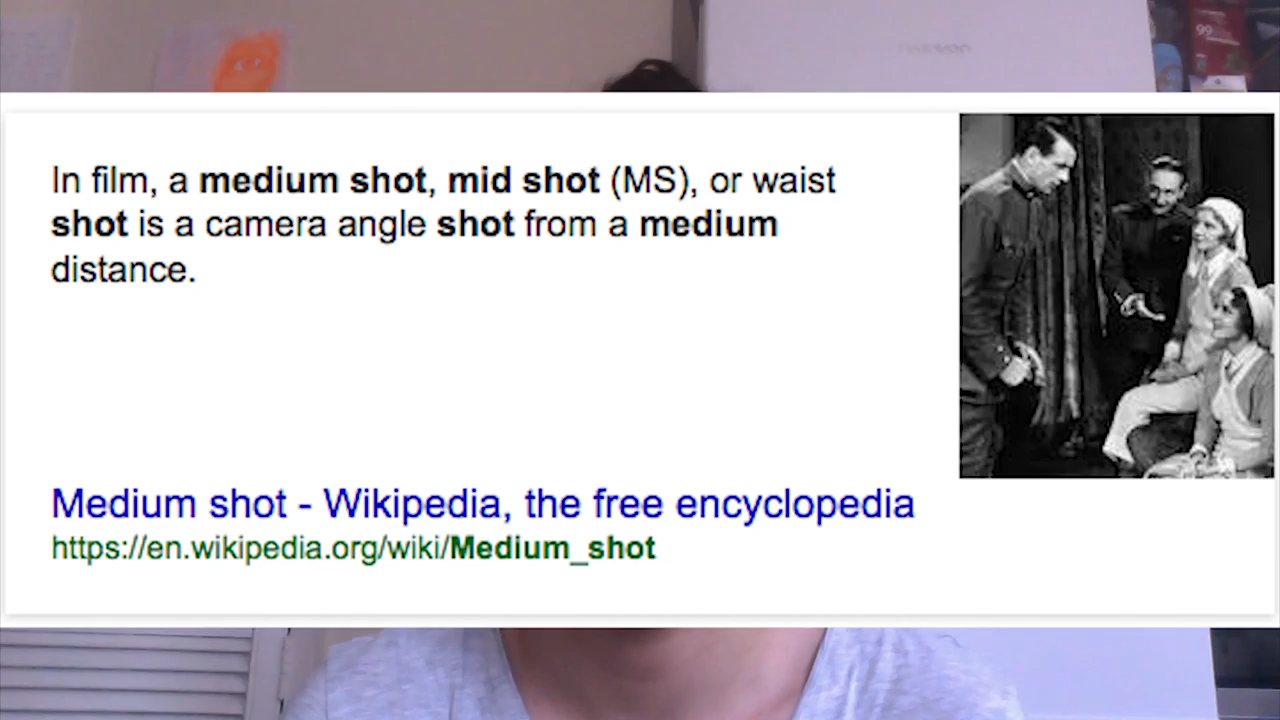 99
In film, a medium shot, mid shot (MS), or waist
shot is a camera angle shot from a medium
distance.
Medium shot - Wikipedia, the free encyclopedia
https://en.wikipedia.org/wiki/Medium_shot